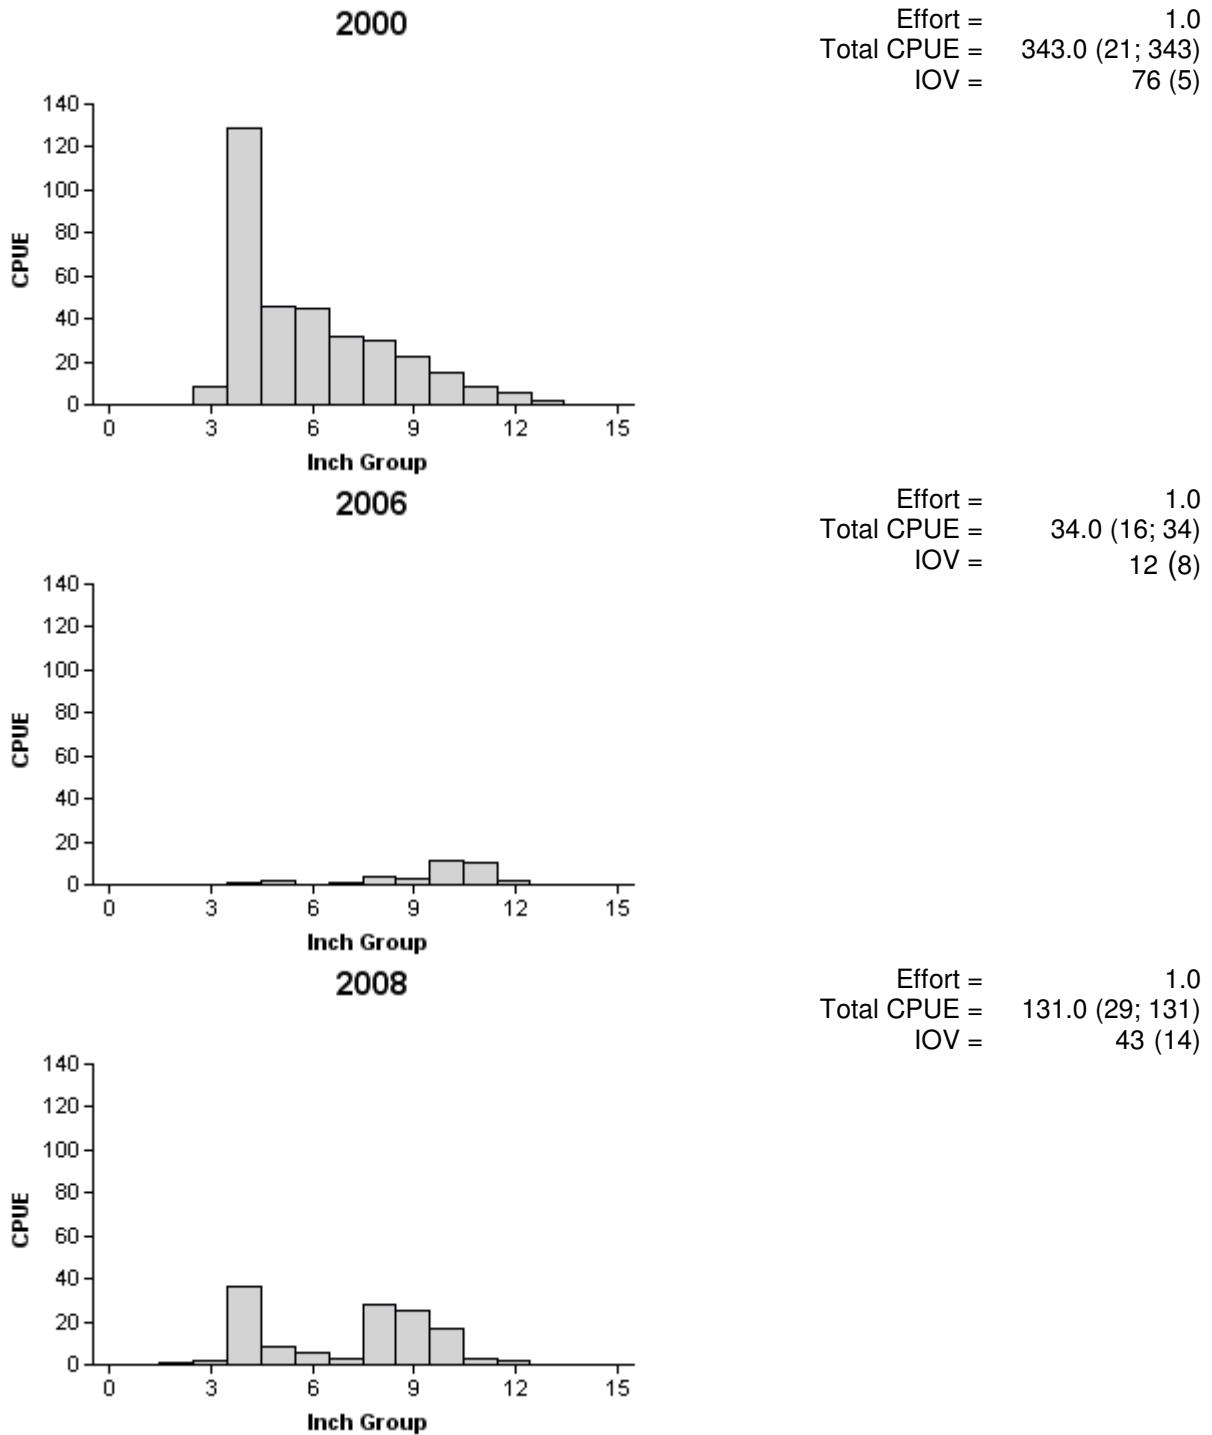 2000
Effort = 1.0
Total CPUE = 343.0 (21; 343)
IOV = 76 (5)
140
120
100
80
60
40
20
0
CPUE
0 3 6 9 12 15
Inch Group
2006
Effort = 1.0
Total CPUE = 34.0 (16; 34)
IOV = 12 (8)
140
120
100
80
60
40
20
0
CPUE
0 3 6 9 12 15
Inch Group
2008
Effort = 1.0
Total CPUE = 131.0 (29; 131)
IOV = 43 (14)
140
120
100
80
60
40
20
0
CPUE
0 3 6 9 12 15
Inch Group